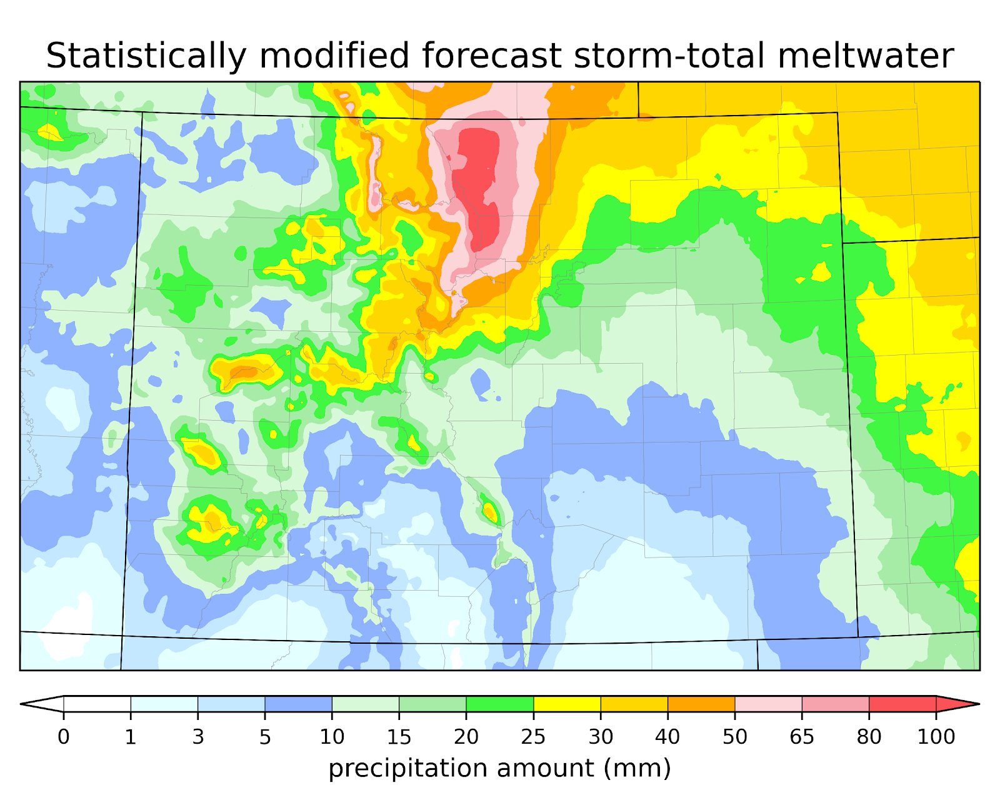 Statistically modified forecast storm-total meltwater
0 1 3 5 10 15 20 25 30 40 50 65 80 100
precipitation amount (mm)